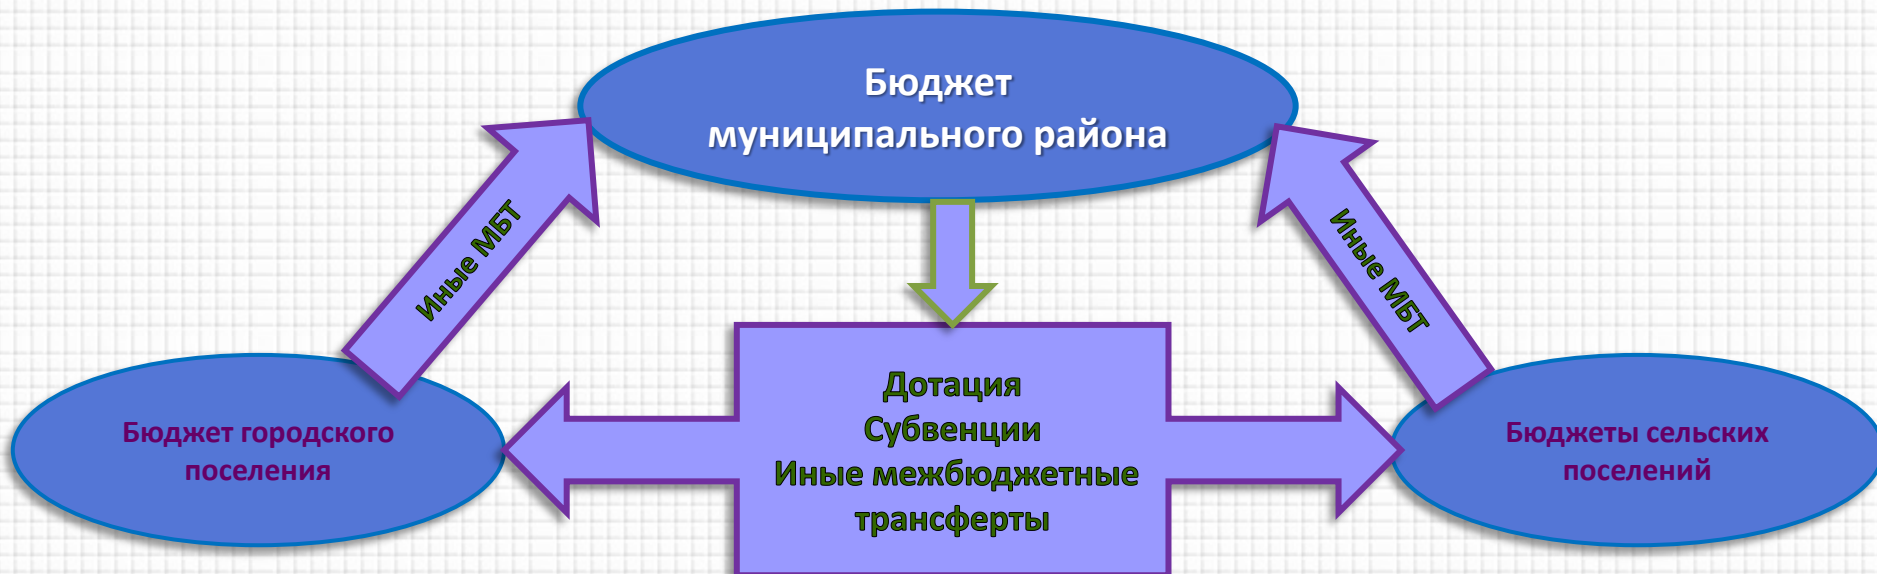 Бюджет
муниципального района
Иные МБТ
Иные МБТ
Дотация
Субвенции
Иные межбюджетные
трансферты
Бюджет городского
поселения
Бюджеты сельских
поселений